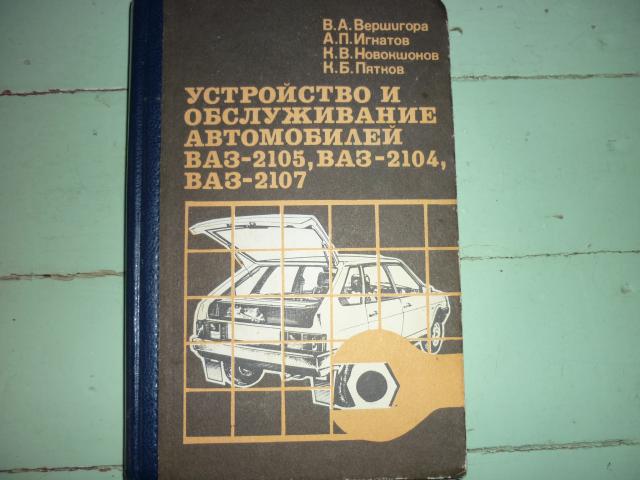 В.А.Вершигора
А.П.Игнатов
К.В.Новокшонов
К.Б.Пятков
УСТРОЙСТВО И
ОБСЛУЖИВАНИЕ
АВТОМОБИЛЕЙ
ВАЗ-2105, ВАЗ-2104,
ВАЗ-2107